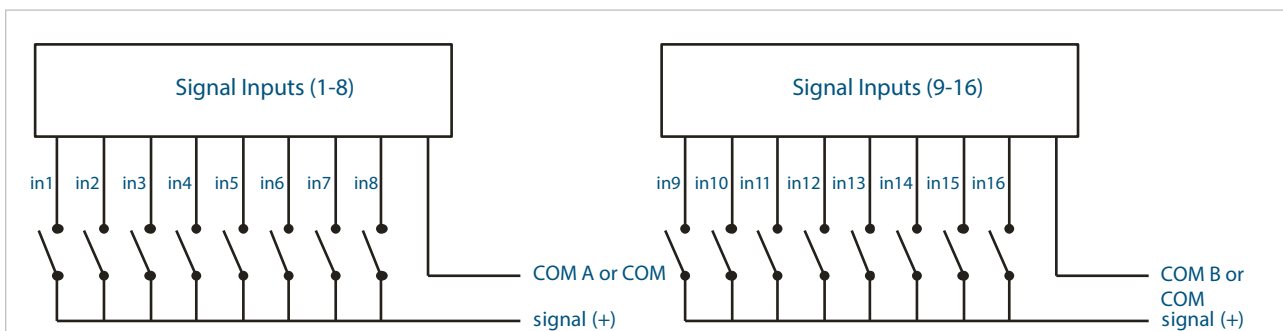 Signal Inputs (1-8)
in1 in2 in3 in4 in5 in6 in7 in8
COM A or COM
signal (+)
Signal Inputs (9-16)
in9 in10 in11 in12 in13 in14 in15 in16
COM B or
COM
signal (+)